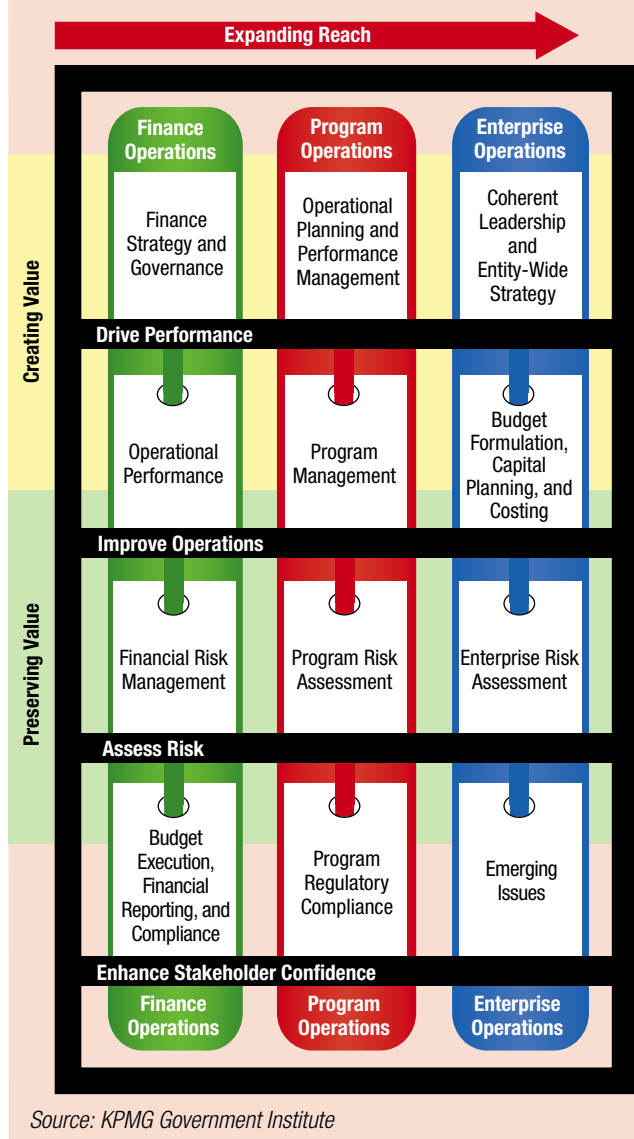 Expanding Reach
Finance
Operations
Program
Operations
Enterprise
Operations
Creating Value
Finance
Strategy and
Governance
Operational
Planning and
Performance
Management
Coherent
Leadership
and
Entity-Wide
Strategy
Drive Performance
Operational
Performance
Program
Management
Budget
Formulation,
Capital
Planning, and
Costing
Improve Operations
Preserving Value
Financial Risk
Management
Program Risk
Assessment
Enterprise Risk
Assessment
Assess Risk
Budget
Execution,
Financial
Reporting, and
Compliance
Program
Regulatory
Compliance
Emerging
Issues
Enhance Stakeholder Confidence
Finance
Operations
Program
Operations
Enterprise
Operations
Source: KPMG Government Institute